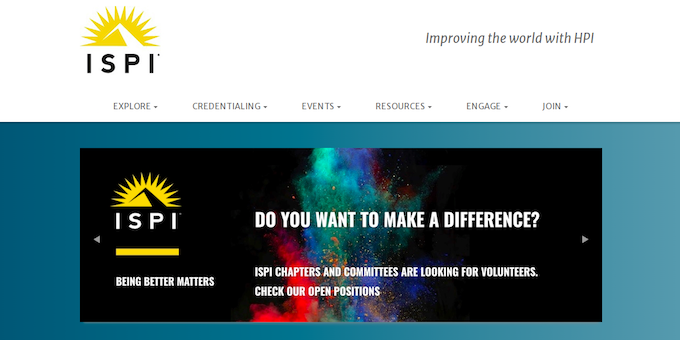 ISPI
Improving the world with HPI
EXPLORE
CREDENTIALING
EVENTS
RESOURCES
ENGAGE
JOIN
ISPI
BEING BETTER MATTERS
DO YOU WANT TO MAKE A DIFFERENCE?
ISPI CHAPTERS AND COMMITTEES ARE LOOKING FOR VOLUNTEERS.
CHECK OUR OPEN POSITIONS